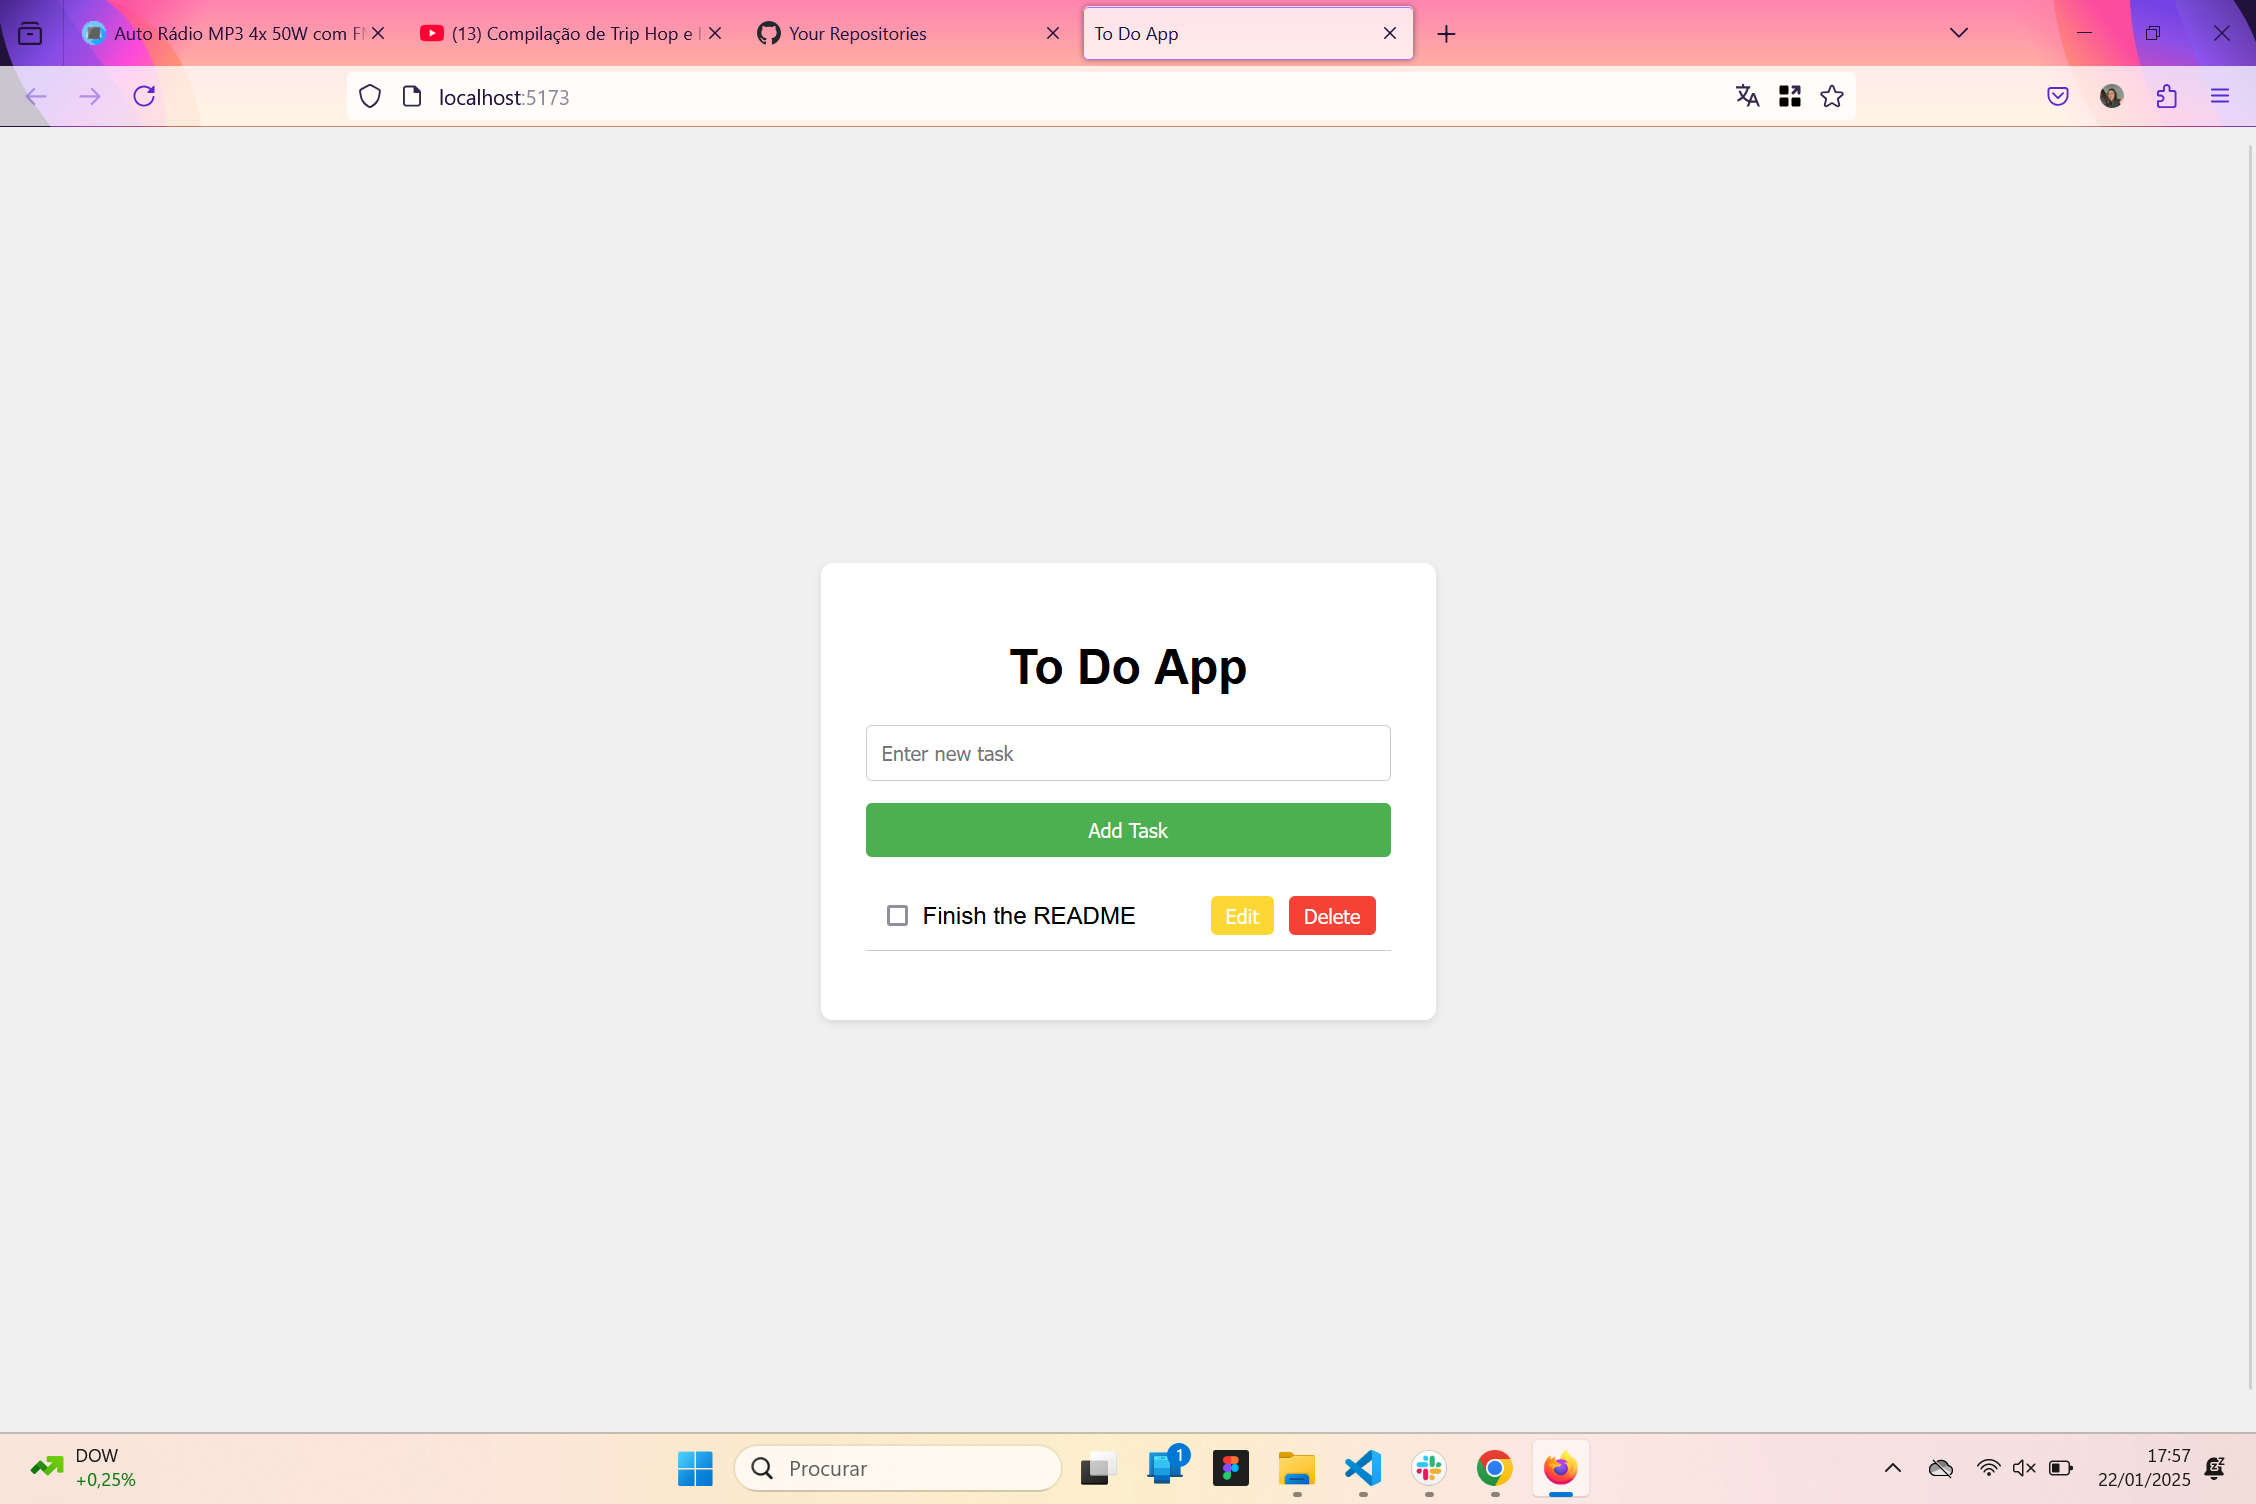 Auto Rádio MP3 4x 50W com
(13) Compilação de Trip Hop e
Your Repositories
To Do App
localhost:5173
To Do App
Enter new task
Add Task
Finish the README
Edit
Delete
DOW
+0,25%
Procurar
1
17:57
22/01/2025